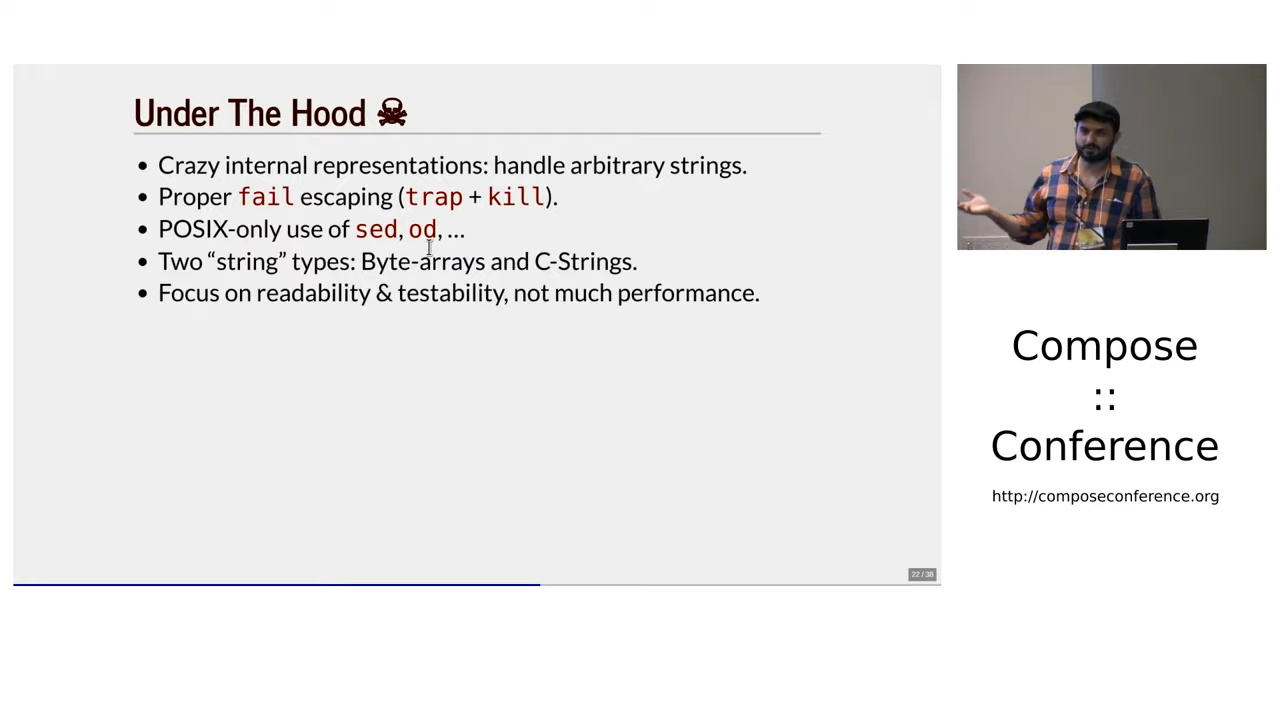 Under The Hood ☠
• Crazy internal representations: handle arbitrary strings.
• Proper fail escaping (trap + kill).
• POSIX-only use of sed, od, …
• Two “string” types: Byte-arrays and C-Strings.
• Focus on readability & testability, not much performance.
22 / 38
Compose
::
Conference
http://composeconference.org